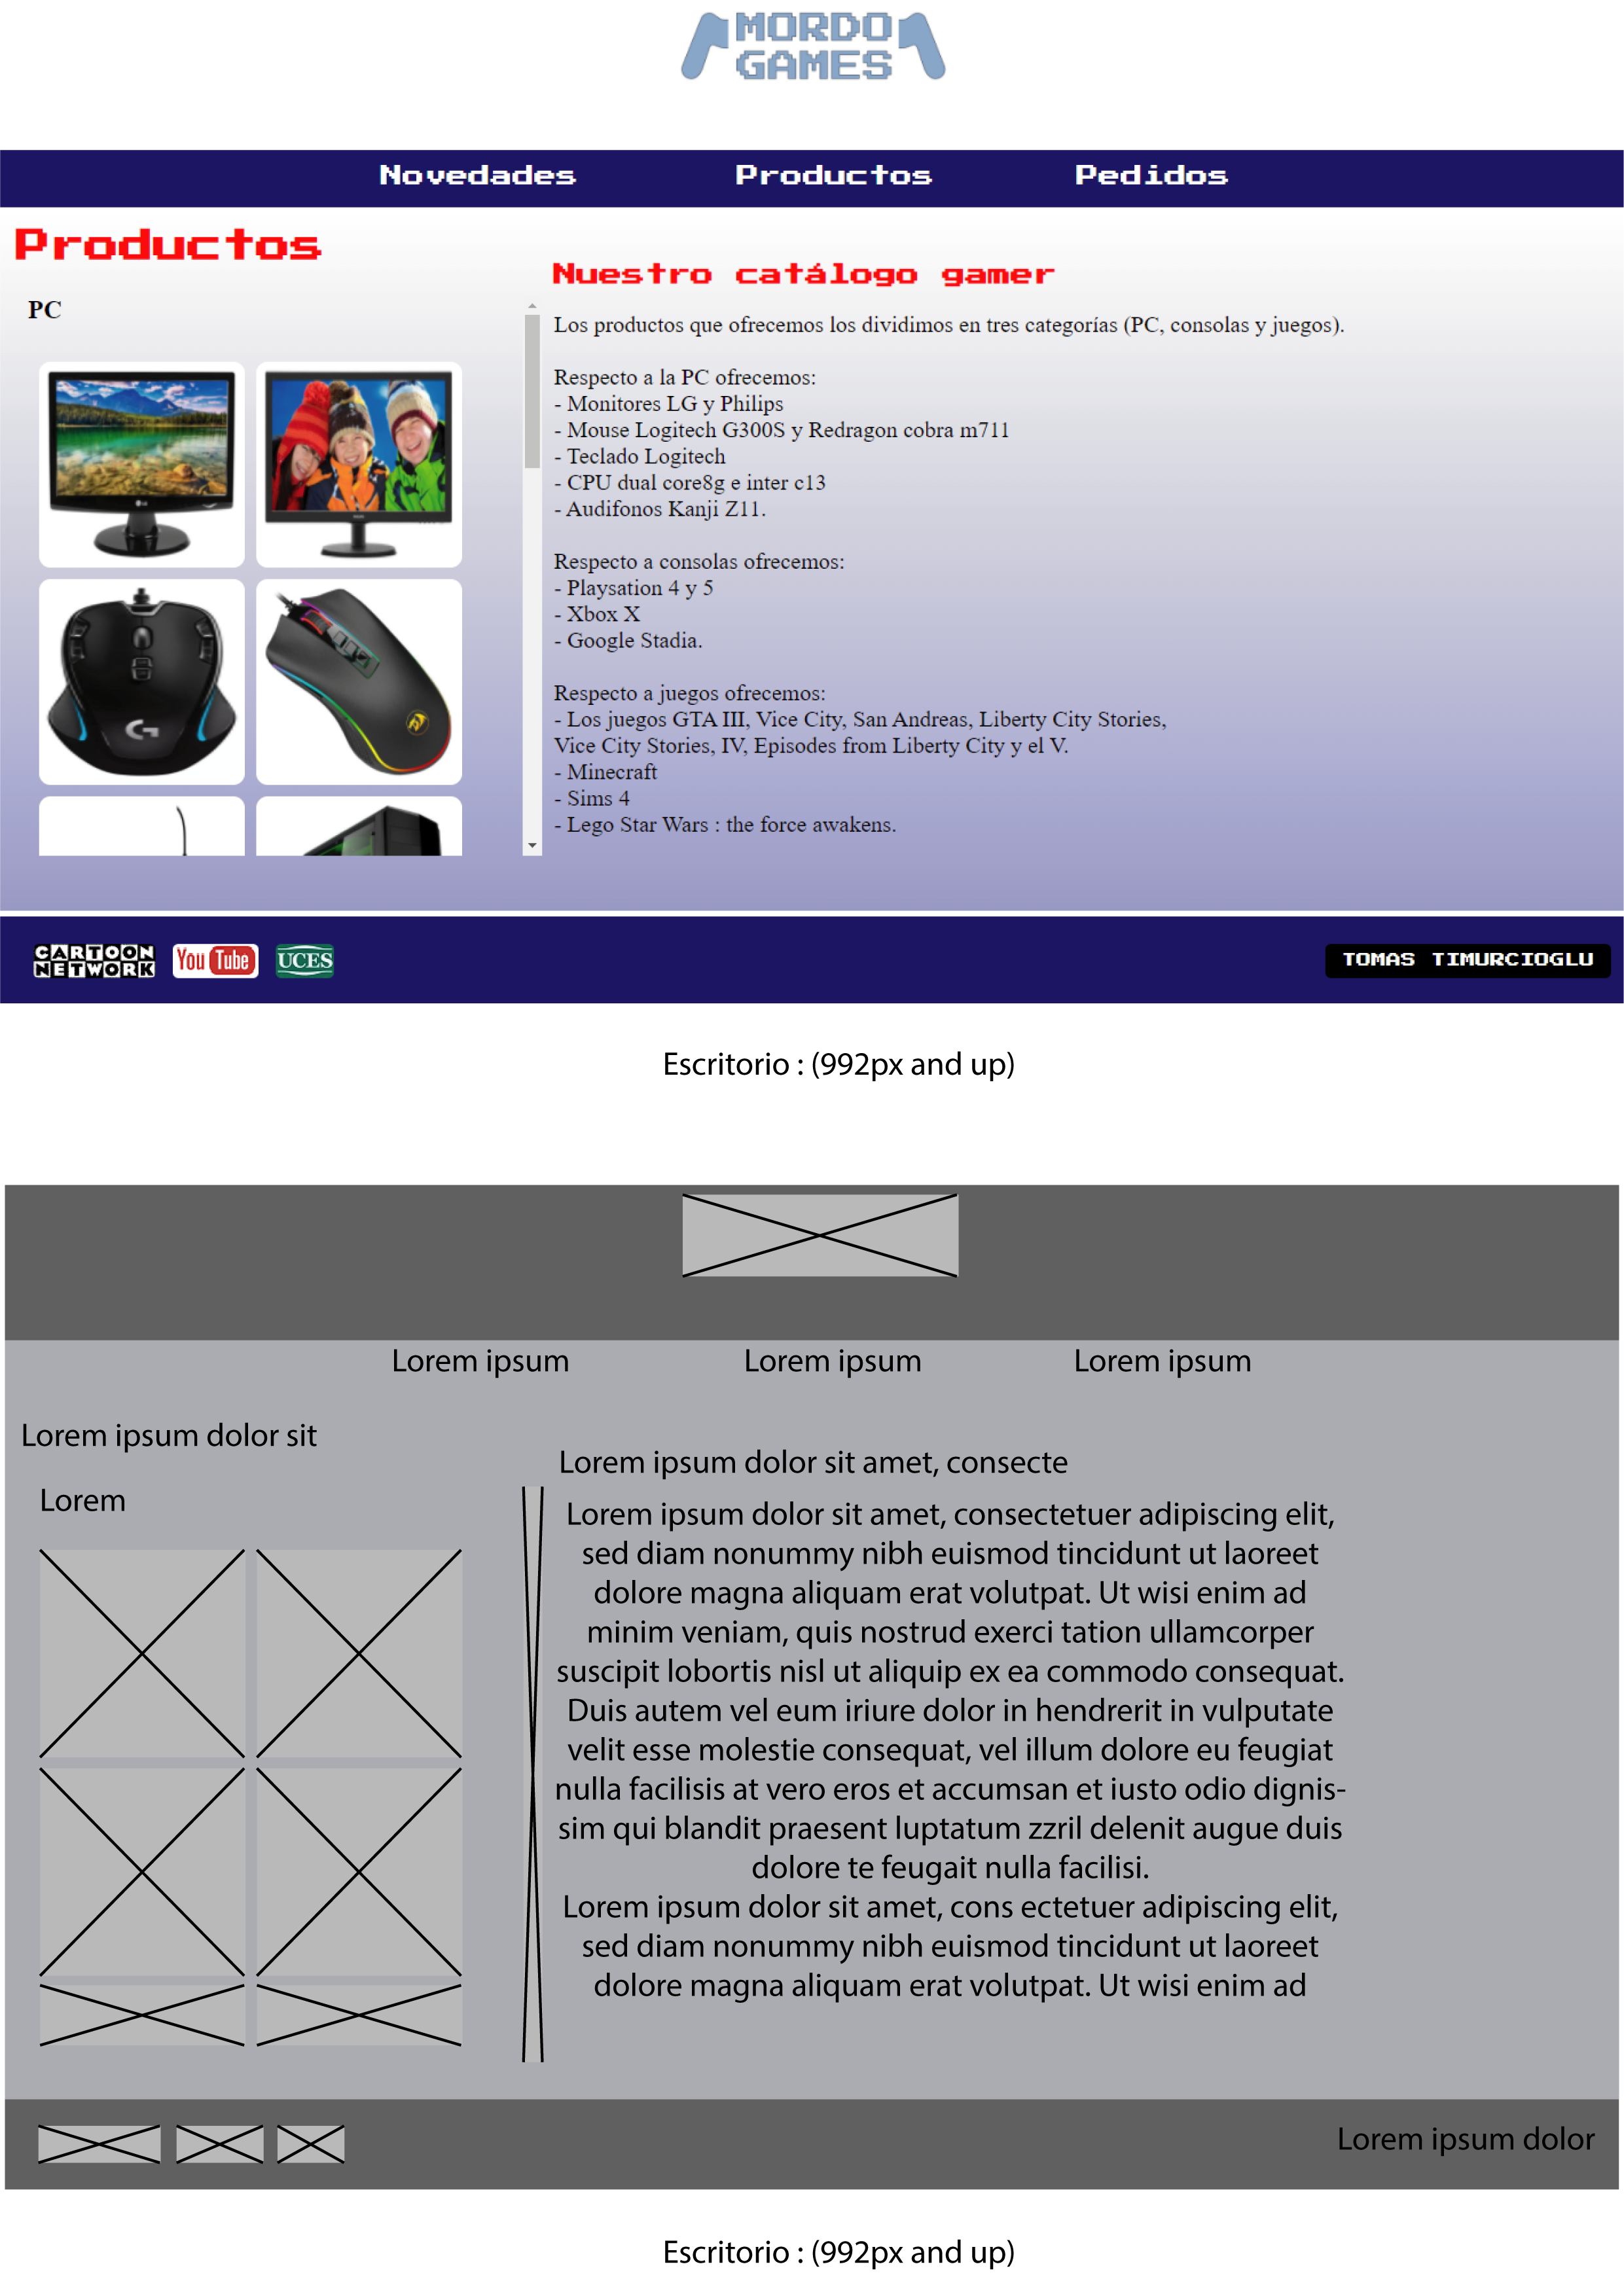 MORDO
GAMES
Novedades Productos Pedidos
Productos
Nuestro catálogo gamer
PC
Los productos que ofrecemos los dividimos en tres categorías (PC, consolas y juegos).
Respecto a la PC ofrecemos:
- Monitores LG y Philips
- Mouse Logitech G300S y Redragon cobra m711
- Teclado Logitech
- CPU dual core8g e inter c13
- Audifonos Kanji Z11.
Respecto a consolas ofrecemos:
- Playsation 4 y 5
- Xbox X
- Google Stadia.
Respecto a juegos ofrecemos:
- Los juegos GTA III, Vice City, San Andreas, Liberty City Stories,
Vice City Stories, IV, Episodes from Liberty City y el V.
- Minecraft
- Sims 4
- Lego Star Wars : the force awakens.
LG
G
CARTOON
NETWORK
You Tube
UCES
TOMAS TIMURCIOGLU
Escritorio : (992px and up)
Lorem ipsum Lorem ipsum Lorem ipsum
Lorem ipsum dolor sit
Lorem ipsum dolor sit amet, consecte
Lorem
Lorem ipsum dolor sit amet, consectetuer adipiscing elit,
sed diam nonummy nibh euismod tincidunt ut laoreet
dolore magna aliquam erat volutpat. Ut wisi enim ad
minim veniam, quis nostrud exerci tation ullamcorper
suscipit lobortis nisl ut aliquip ex ea commodo consequat.
Duis autem vel eum iriure dolor in hendrerit in vulputate
velit esse molestie consequat, vel illum dolore eu feugiat
nulla facilisis at vero eros et accumsan et iusto odio dignis-
sim qui blandit praesent luptatum zzril delenit augue duis
dolore te feugait nulla facilisi.
Lorem ipsum dolor sit amet, cons ectetuer adipiscing elit,
sed diam nonummy nibh euismod tincidunt ut laoreet
dolore magna aliquam erat volutpat. Ut wisi enim ad
Lorem ipsum dolor
Escritorio : (992px and up)